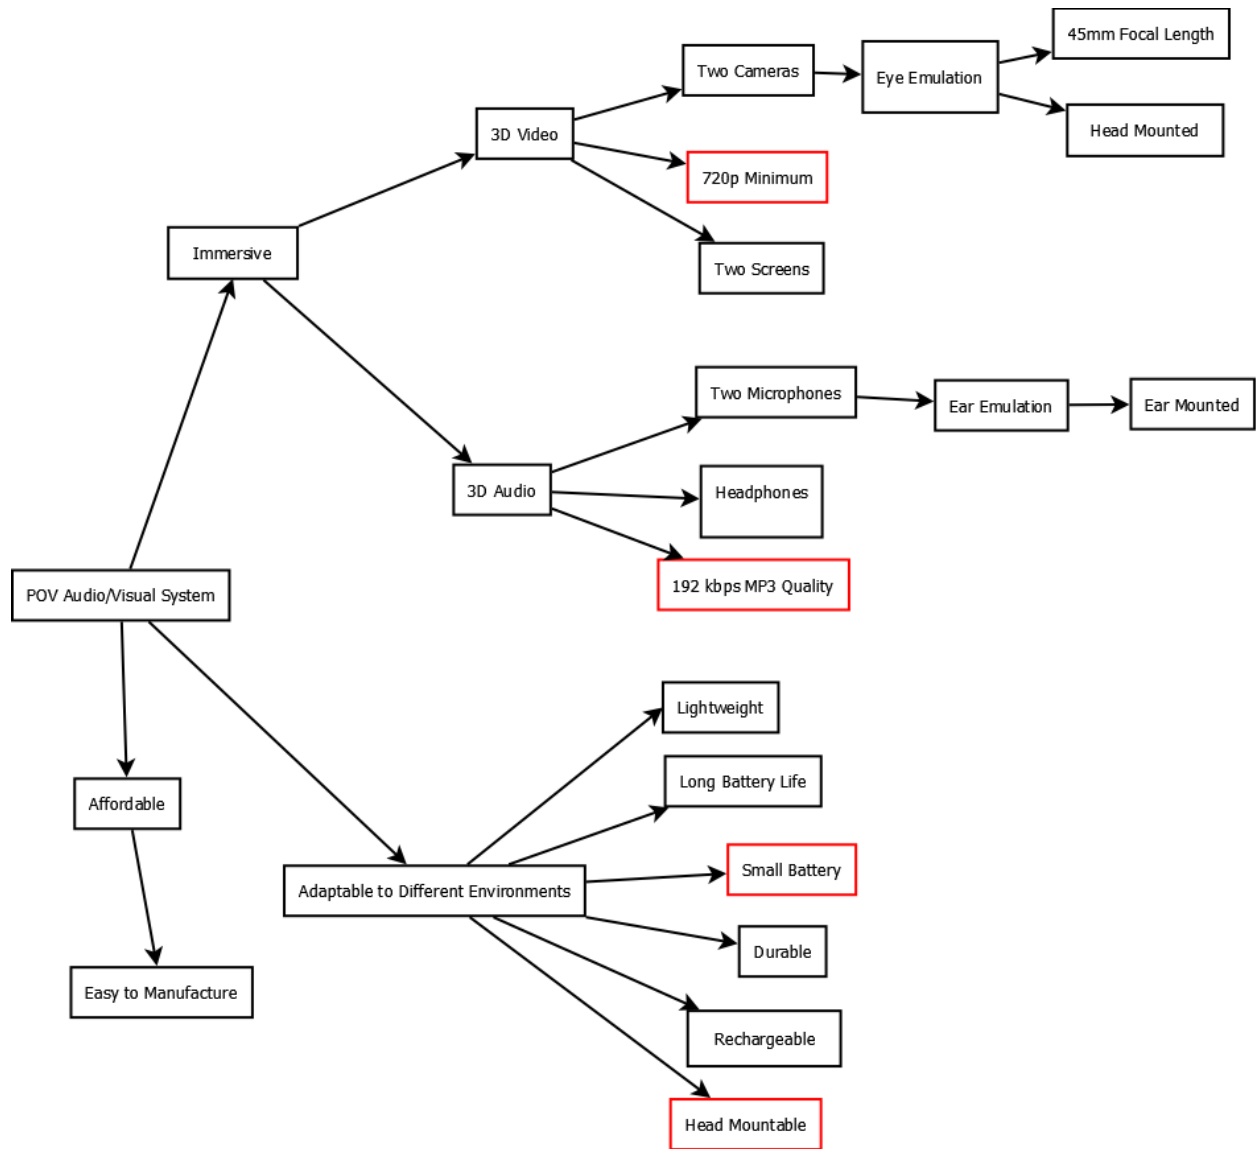 45mm Focal Length
Two Cameras
Eye Emulation
Head Mounted
3D Video
720p Minimum
Immersive
Two Screens
Two Microphones
Ear Emulation
Ear Mounted
3D Audio
Headphones
192 kbps MP3 Quality
POV Audio/Visual System
Lightweight
Long Battery Life
Affordable
Small Battery
Adaptable to Different Environments
Durable
Easy to Manufacture
Rechargeable
Head Mountable